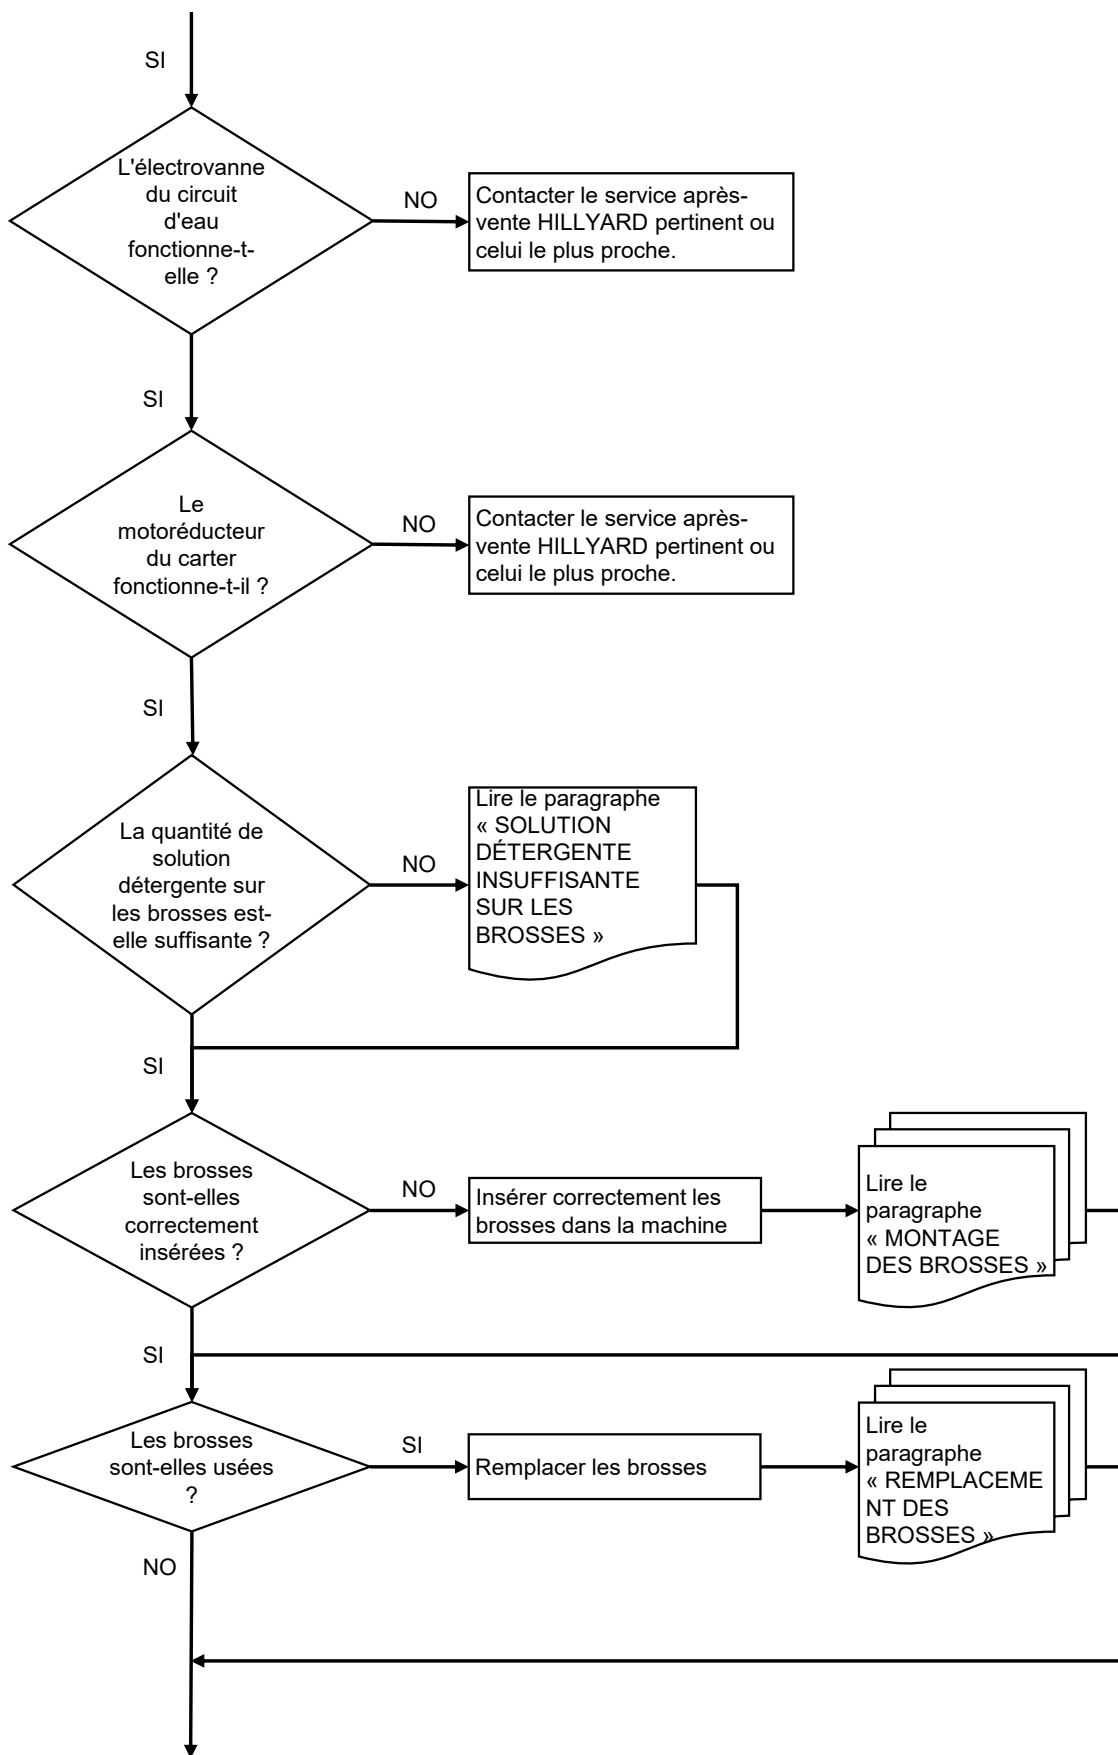 SI
L'électrovanne
du circuit
d'eau
fonctionne-t-
elle ?
NO
Contacter le service après-
vente HILLYARD pertinent ou
celui le plus proche.
SI
Le
motoréducteur
du carter
fonctionne-t-il ?
NO
Contacter le service après-
vente HILLYARD pertinent ou
celui le plus proche.
SI
La quantité de
solution
détergente sur
les brosses est-
elle suffisante ?
NO
Lire le paragraphe
« SOLUTION
DÉTERGENTE
INSUFFISANTE
SUR LES
BROSSES »
SI
Les brosses
sont-elles
correctement
insérées ?
NO
Insérer correctement les
brosses dans la machine
Lire le
paragraphe
« MONTAGE
DES BROSSES »
SI
Les brosses
sont-elles usées
?
SI
Remplacer les brosses
Lire le
paragraphe
« REMPLACEME
NT DES
BROSSES »
NO